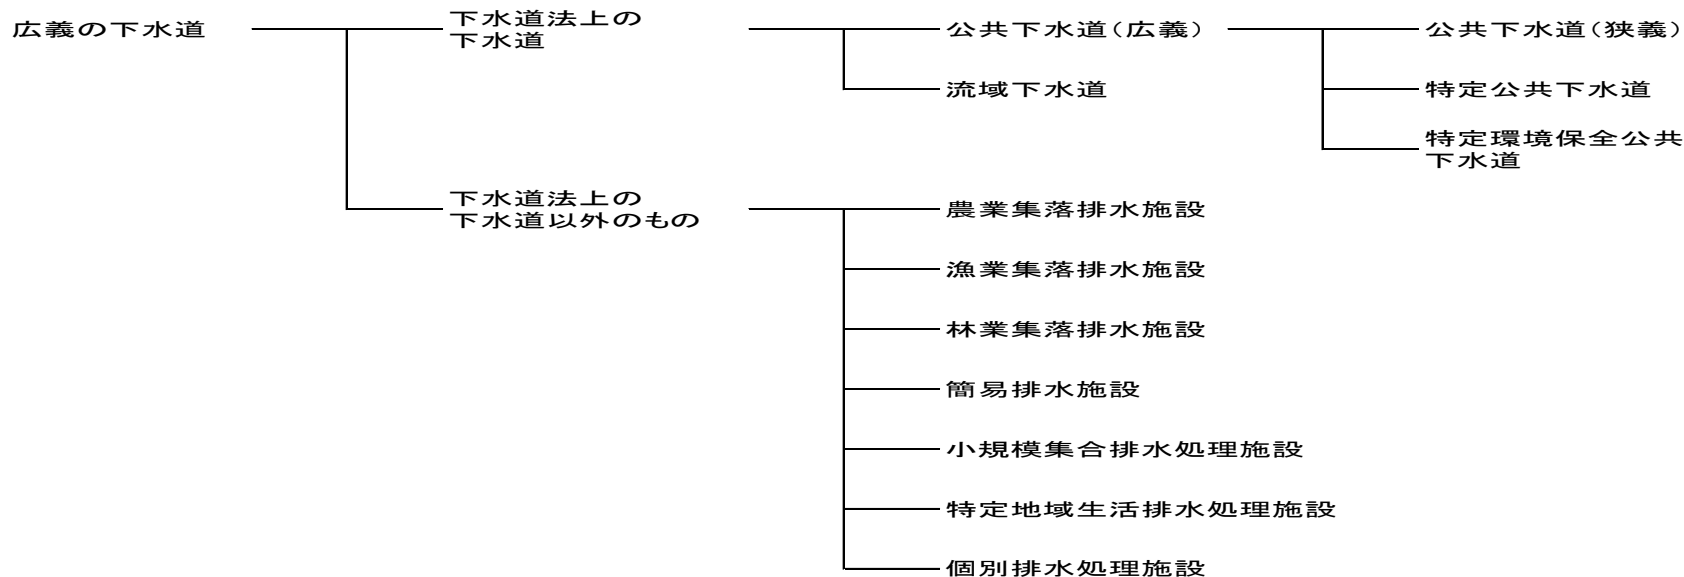 広義の下水道
下水道法上の
下水道
公共下水道（広義）
公共下水道（狭義）
流域下水道
特定公共下水道
特定環境保全公共
下水道
下水道法上の
下水道以外のもの
農業集落排水施設
漁業集落排水施設
林業集落排水施設
簡易排水施設
小規模集合排水処理施設
特定地域生活排水処理施設
個別排水処理施設